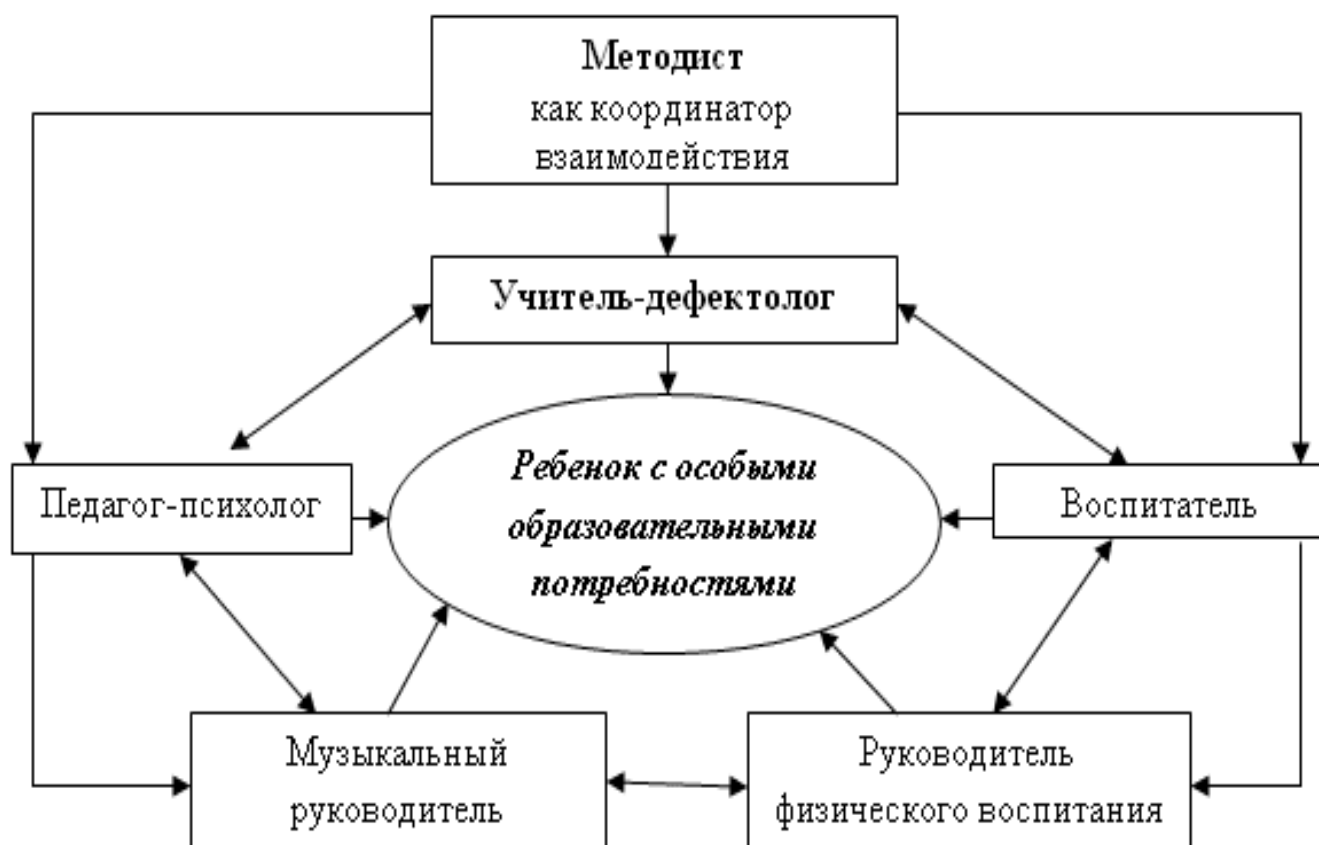 Методист
как координатор
взаимодействия
Учитель-дефектолог
Ребенок с особыми
образовательными
потребностями
Педагог-психолог
Воспитатель
Музыкальный
руководитель
Руководитель
физического воспитания